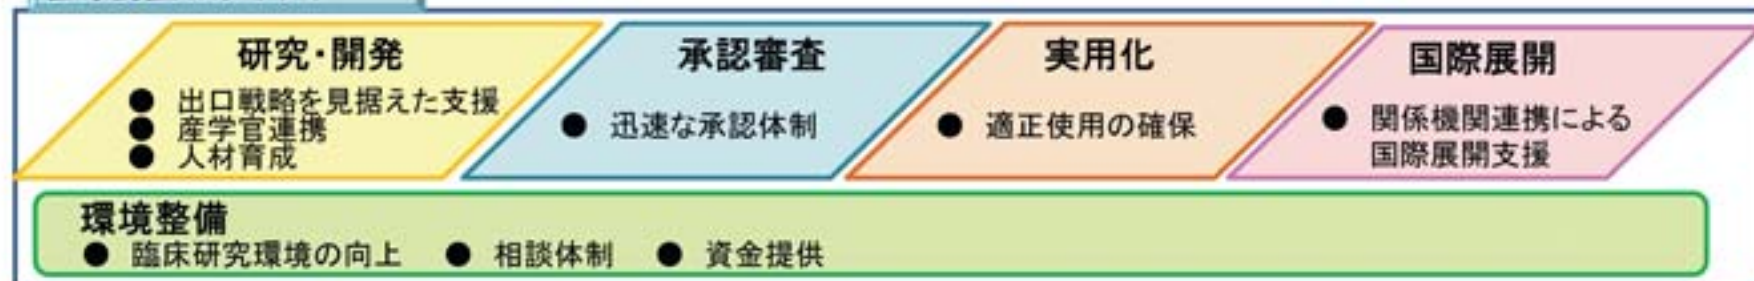 研究・開発
● 出口戦略を見据えた支援
● 産学官連携
● 人材育成
承認審査
● 迅速な承認体制
実用化
● 適正使用の確保
国際展開
● 関係機関連携による
国際展開支援
環境整備
● 臨床研究環境の向上 ● 相談体制 ● 資金提供